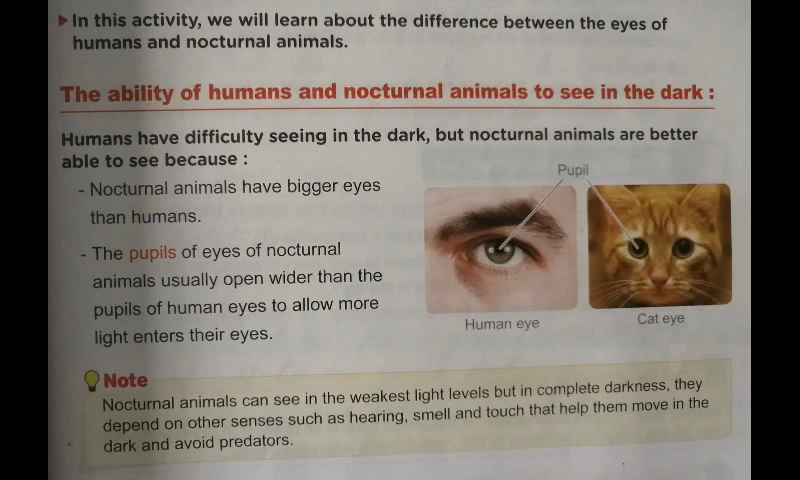 ▶ In this activity, we will learn about the difference between the eyes of
humans and nocturnal animals.
The ability of humans and nocturnal animals to see in the dark :
Humans have difficulty seeing in the dark, but nocturnal animals are better
able to see because :
- Nocturnal animals have bigger eyes
than humans.
- The pupils of eyes of nocturnal
animals usually open wider than the
pupils of human eyes to allow more
light enters their eyes.
Pupil
Human eye
Cat eye
Note
Nocturnal animals can see in the weakest light levels but in complete darkness, they
depend on other senses such as hearing, smell and touch that help them move in the
dark and avoid predators.